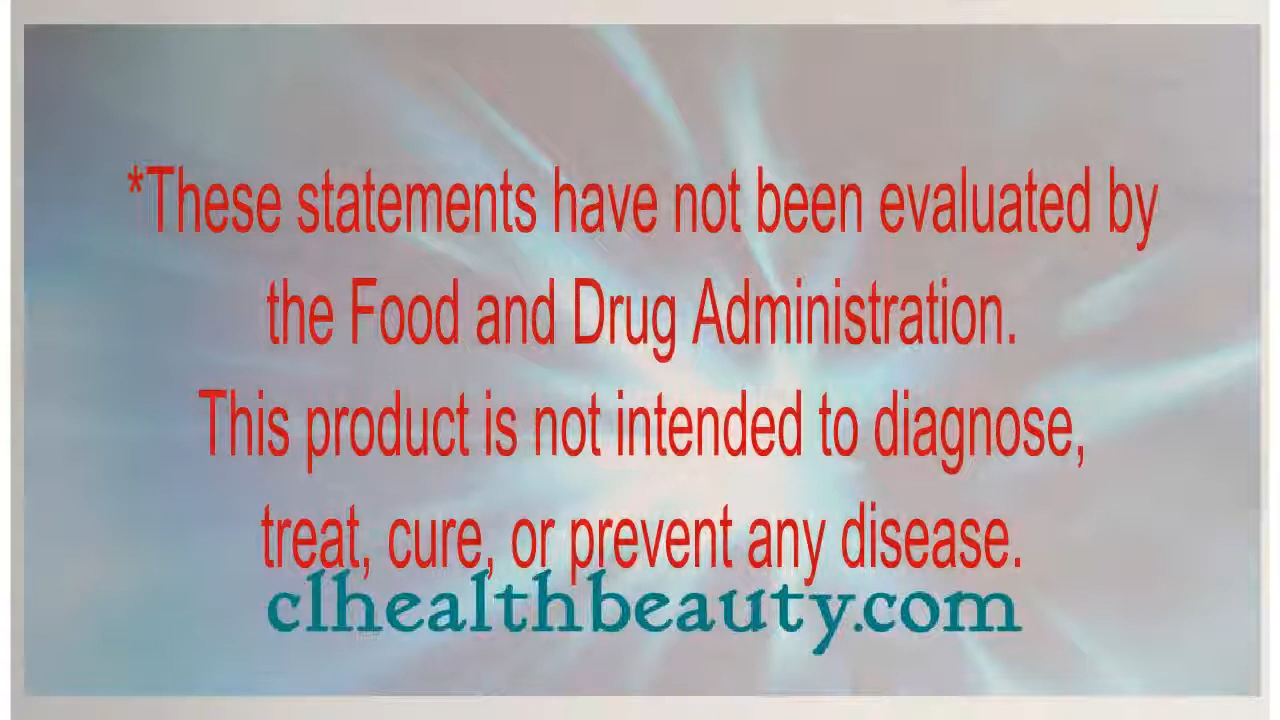 *These statements have not been evaluated by
the Food and Drug Administration.
This product is not intended to diagnose,
treat, cure, or prevent any disease.
clhealthbeauty.com